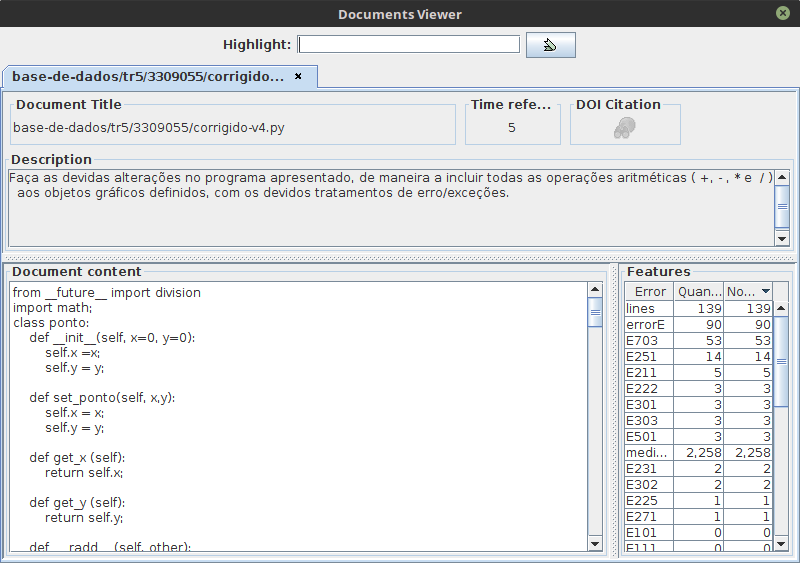 Documents Viewer
Highlight:
base-de-dados/tr5/3309055/corrigido... ×
Document Title
base-de-dados/tr5/3309055/corrigido-v4.py
Time refe...
5
DOI Citation
Description
Faça as devidas alterações no programa apresentado, de maneira a incluir todas as operações aritméticas ( +, - , * e / )
aos objetos gráficos definidos, com os devidos tratamentos de erro/exceções.
Document content
from __future__ import division
import math;
class ponto:
def __init__(self, x=0, y=0):
self.x =x;
self.y = y;
def set_ponto(self, x,y):
self.x = x;
self.y = y;
def get_x (self):
return self.x;
def get_y (self):
return self.y;
def __radd__ (self, other):
Features
Error Quan... No...
lines 139 139
errorE 90 90
E703 53 53
E251 14 14
E211 5 5
E222 3 3
E301 3 3
E303 3 3
E501 3 3
medi... 2,258 2,258
E231 2 2
E302 2 2
E225 1 1
E271 1 1
E101 0 0
E111 0 0